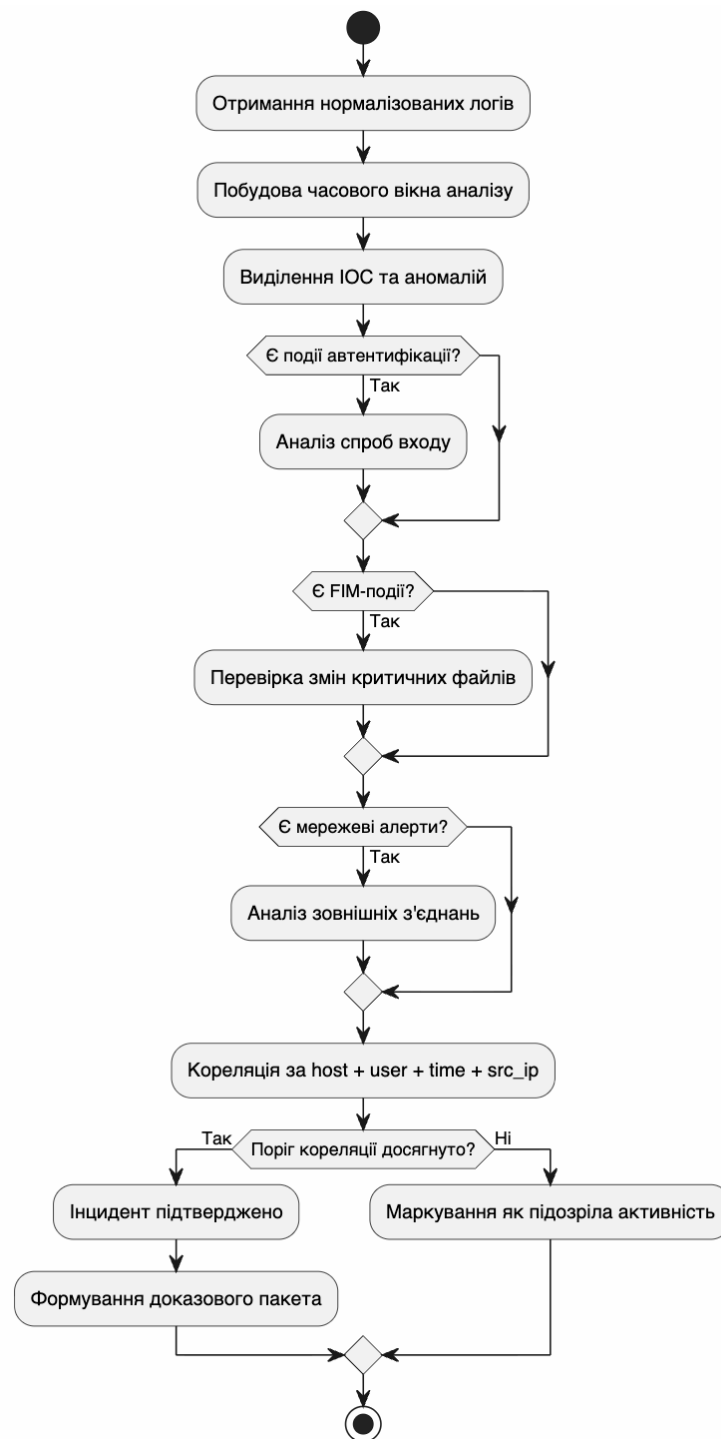 Отримання нормалізованих логів
Побудова часового вікна аналізу
Виділення IOC та аномалій
Є події автентифікації?
Так
Аналіз спроб входу
Є FIM-події?
Так
Перевірка змін критичних файлів
Є мережеві алерти?
Так
Аналіз зовнішніх з'єднань
Кореляція за host + user + time + src_ip
Так
Поріг кореляції досягнуто?
Ні
Інцидент підтверджено
Маркування як підозріла активність
Формування доказового пакета